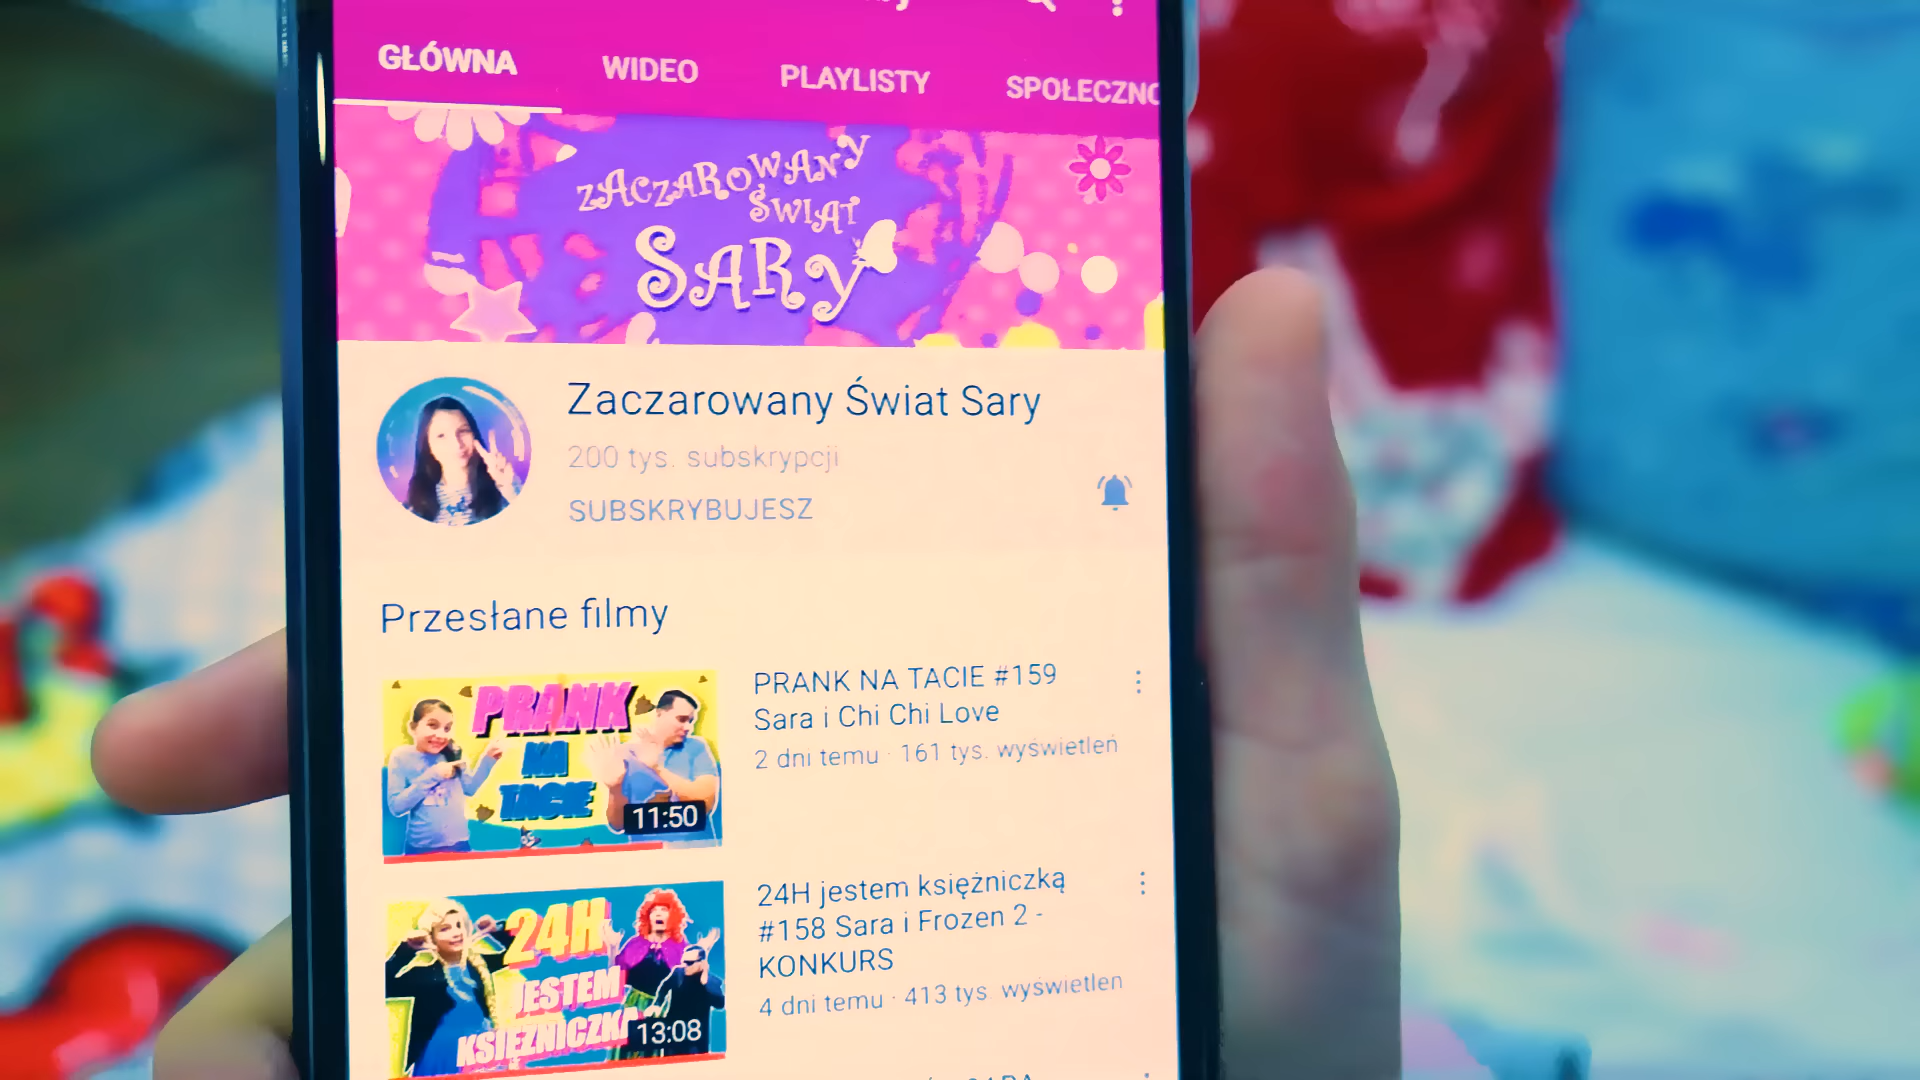 GŁÓWNA WIDEO PLAYLISTY SPOŁECZNO
ZACZAROWANY
ŚWIAT
SARY
Zaczarowany Świat Sary
200 tys. subskrypcji
SUBSKRYBUJESZ
Przesłane filmy
PRANK
NA
TACIE
11:50
PRANK NA TACIE #159
Sara i Chi Chi Love
2 dni temu · 161 tys. wyświetleń
24H
JESTEM
KSIĘŻNICZKĄ
13:08
24H jestem księżniczką
#158 Sara i Frozen 2 -
KONKURS
4 dni temu · 413 tys. wyświetleń